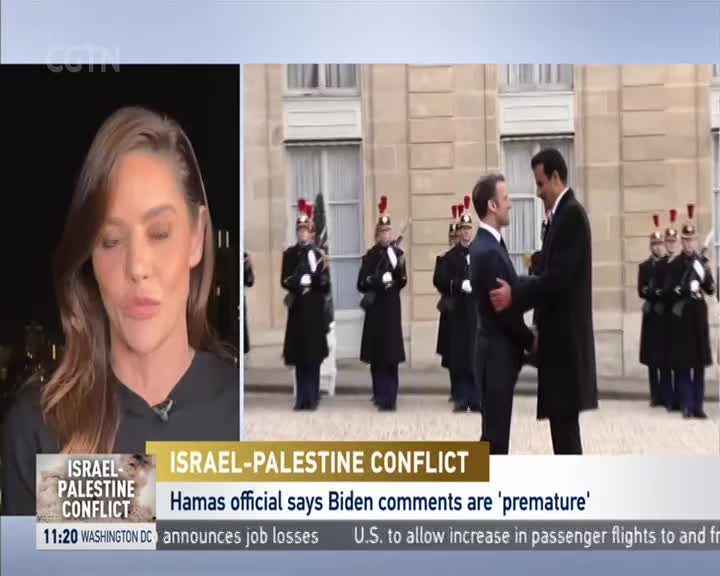 CGTN
ISRAEL-PALESTINE CONFLICT
ISRAEL-
PALESTINE
CONFLICT
Hamas official says Biden comments are 'premature'
11:20 WASHINGTON DC
announces job losses U.S. to allow increase in passenger flights to and